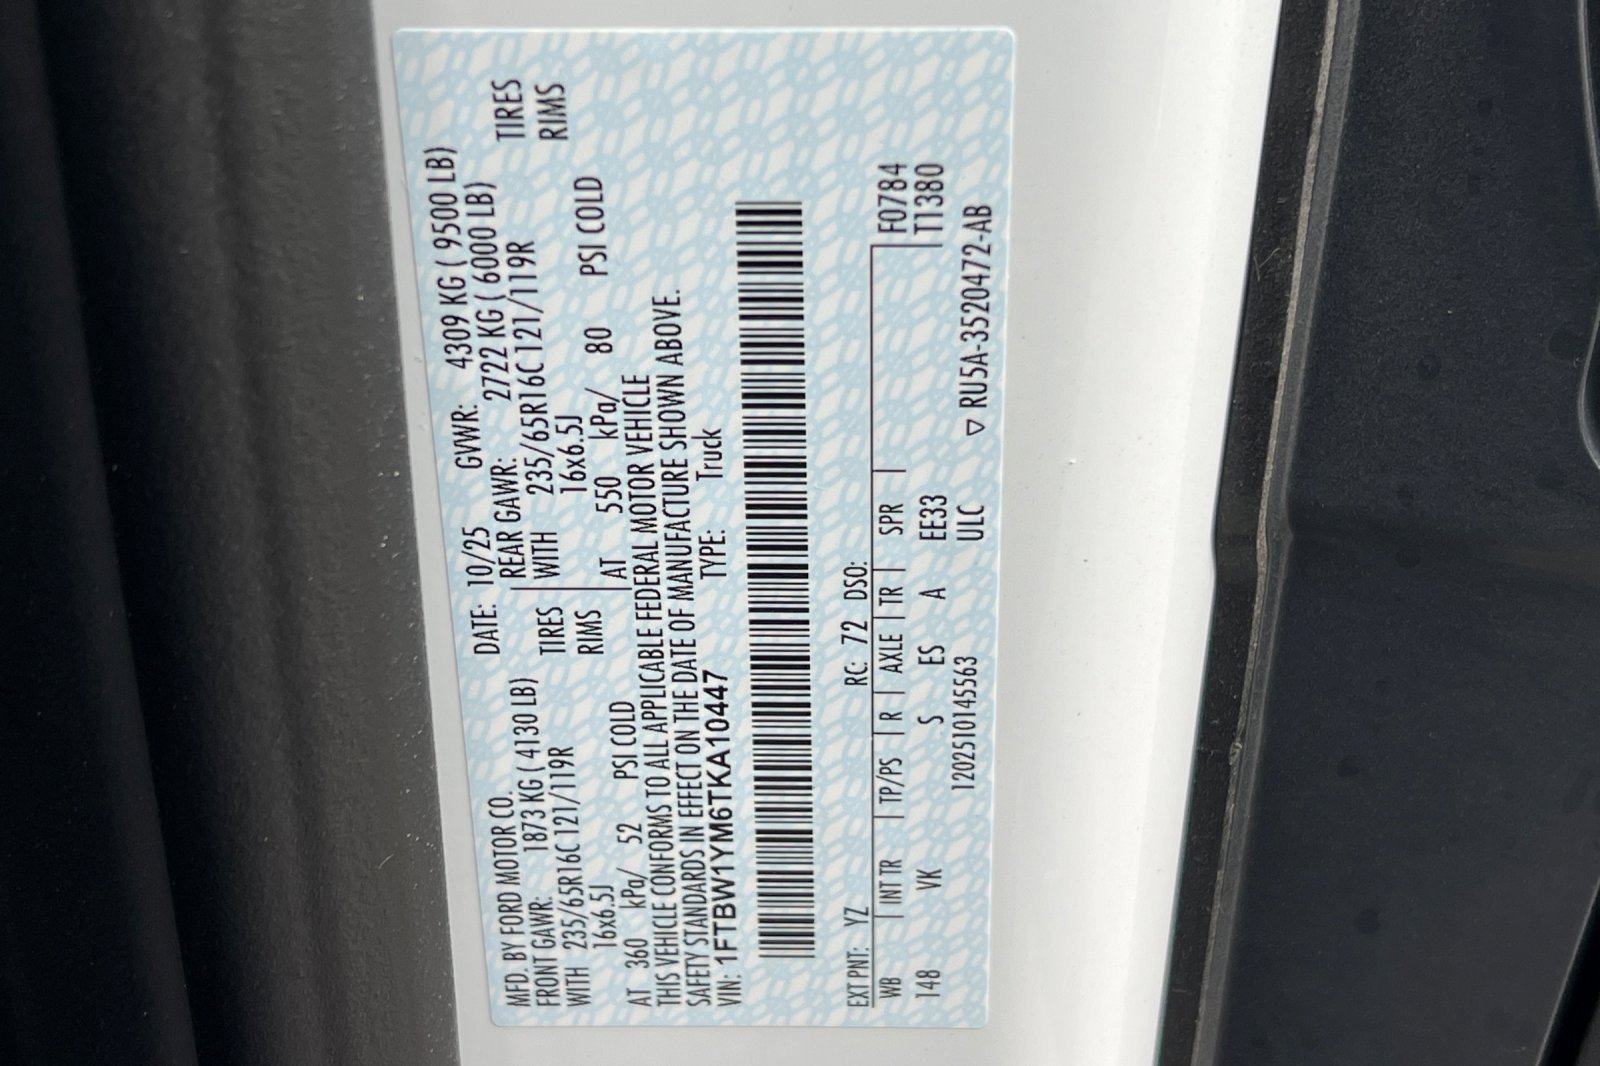 MFD. BY FORD MOTOR CO. DATE: 10/25 GVWR: 4309 KG ( 9500 LB)
FRONT GAWR: 1873 KG ( 4130 LB) REAR GAWR: 2722 KG ( 6000 LB)
WITH 235/65R16C 121/119R TIRES WITH 235/65R16C 121/119R TIRES
16x6.5J RIMS 16x6.5J RIMS
AT 360 kPa/ 52 PSI COLD AT 550 kPa/ 80 PSI COLD
THIS VEHICLE CONFORMS TO ALL APPLICABLE FEDERAL MOTOR VEHICLE
SAFETY STANDARDS IN EFFECT ON THE DATE OF MANUFACTURE SHOWN ABOVE.
VIN: 1FTBW1YM6TKA10447 TYPE: Truck
EXT PNT: YZ RC: 72 DSO: F0784
WB INT TR TP/PS R AXLE TR SPR T1380
148 VK S ES A EE33
120251014556­3 ULC ▽ RU5A-3520472-AB